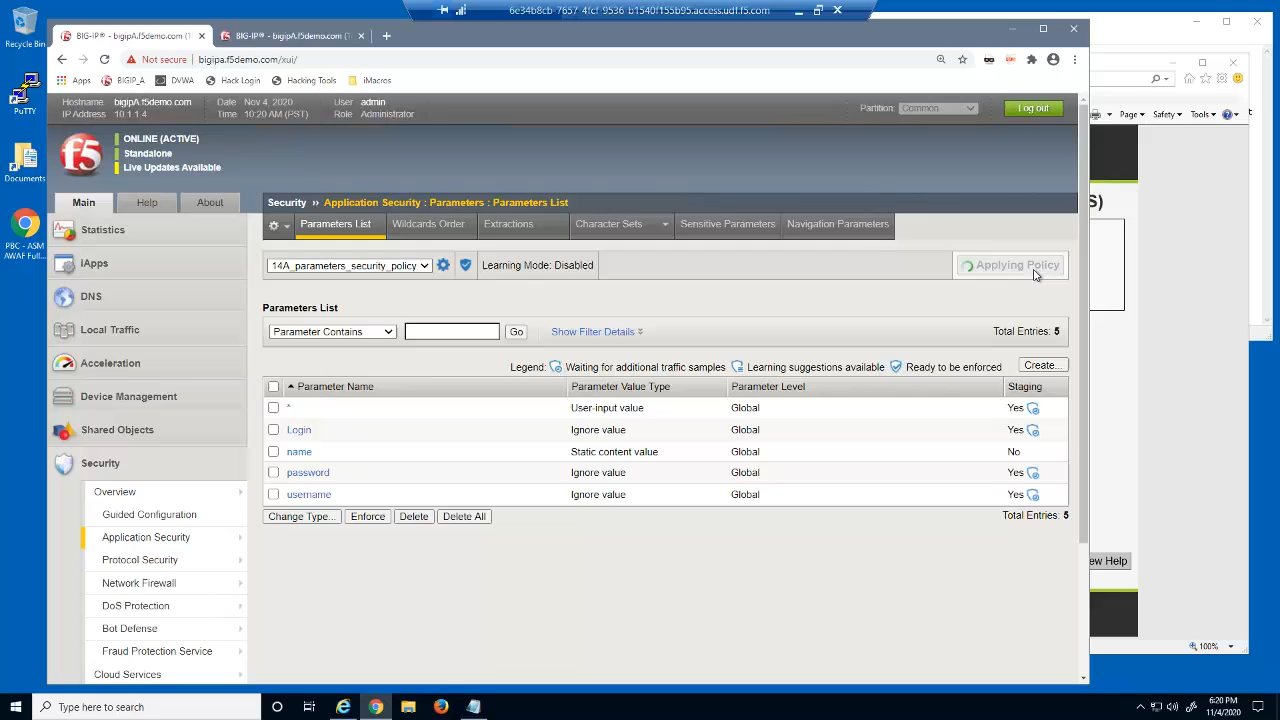 6e34b8cb-7657-4fcf-9536-b1540f155b95.access.udf.f5.com
Recycle Bin
PuTTY
Documents
PBC - ASM
AWAF Full...
BIG-IP® - bigipA.f5demo.com (1
BIG-IP® - bigipA.f5demo.com (1
Not secure
bigipa.f5demo.com/xui/
Apps
BIGIP_A
DVWA
Hack Login
Hacking Tools
iMacros
Hostname bigipA.f5demo.com
IP Address 10.1.1.4
Date Nov 4, 2020
Time 10:20 AM (PST)
User admin
Role Administrator
Partition: Common
Log out
f5
ONLINE (ACTIVE)
Standalone
Live Updates Available
Main
Help
About
Statistics
iApps
DNS
Local Traffic
Acceleration
Device Management
Shared Objects
Security
Overview
Guided Configuration
Application Security
Protocol Security
Network Firewall
DoS Protection
Bot Defense
Fraud Protection Service
Cloud Services
Security ›› Application Security : Parameters : Parameters List
Parameters List
Wildcards Order
Extractions
Character Sets
Sensitive Parameters
Navigation Parameters
14A_parameters_security_policy
Learning Mode: Disabled
Applying Policy
Parameters List
Parameter Contains
Go
Show Filter Details
Total Entries: 5
Legend: Waiting for additional traffic samples Learning suggestions available Ready to be enforced
Create...
Parameter Name Parameter Value Type Parameter Level Staging
* User-input value Global Yes
Login Ignore value Global Yes
name Static content value Global No
password Ignore value Global Yes
username Ignore value Global Yes
Change Type... Enforce Delete Delete All
Total Entries: 5
Page
Safety
Tools
S)
ew Help
100%
Type here to search
6:20 PM
11/4/2020